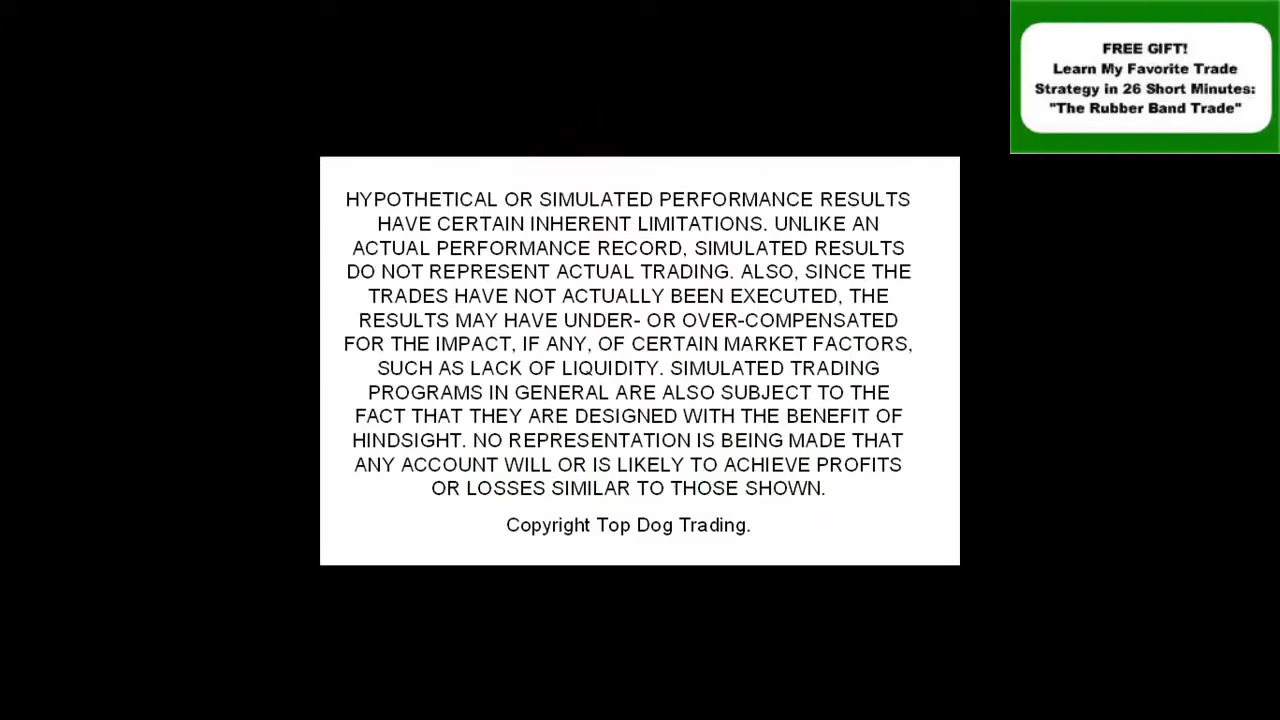 FREE GIFT!
Learn My Favorite Trade
Strategy in 26 Short Minutes:
"The Rubber Band Trade"
HYPOTHETICAL OR SIMULATED PERFORMANCE RESULTS
HAVE CERTAIN INHERENT LIMITATIONS. UNLIKE AN
ACTUAL PERFORMANCE RECORD, SIMULATED RESULTS
DO NOT REPRESENT ACTUAL TRADING. ALSO, SINCE THE
TRADES HAVE NOT ACTUALLY BEEN EXECUTED, THE
RESULTS MAY HAVE UNDER- OR OVER-COMPENSATED
FOR THE IMPACT, IF ANY, OF CERTAIN MARKET FACTORS,
SUCH AS LACK OF LIQUIDITY. SIMULATED TRADING
PROGRAMS IN GENERAL ARE ALSO SUBJECT TO THE
FACT THAT THEY ARE DESIGNED WITH THE BENEFIT OF
HINDSIGHT. NO REPRESENTATION IS BEING MADE THAT
ANY ACCOUNT WILL OR IS LIKELY TO ACHIEVE PROFITS
OR LOSSES SIMILAR TO THOSE SHOWN.
Copyright Top Dog Trading.